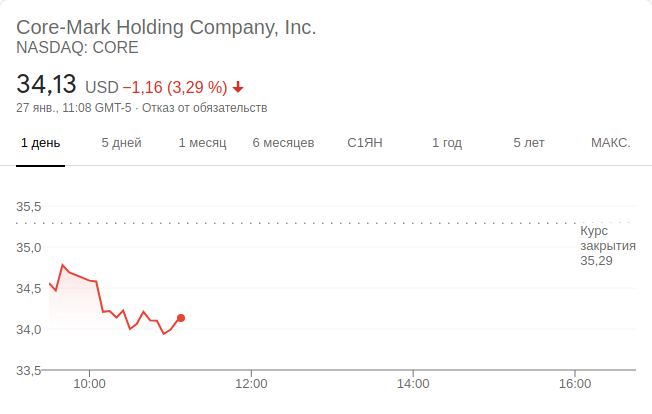 Core-Mark Holding Company, Inc.
NASDAQ: CORE
34,13 USD −1,16 (3,29 %)
27 янв., 11:08 GMT-5 · Отказ от обязательств
1 день 5 дней 1 месяц 6 месяцев С1ЯН 1 год 5 лет МАКС.
35,5
Курс
закрытия
35,29
35,0
34,5
34,0
33,5
10:00 12:00 14:00 16:00